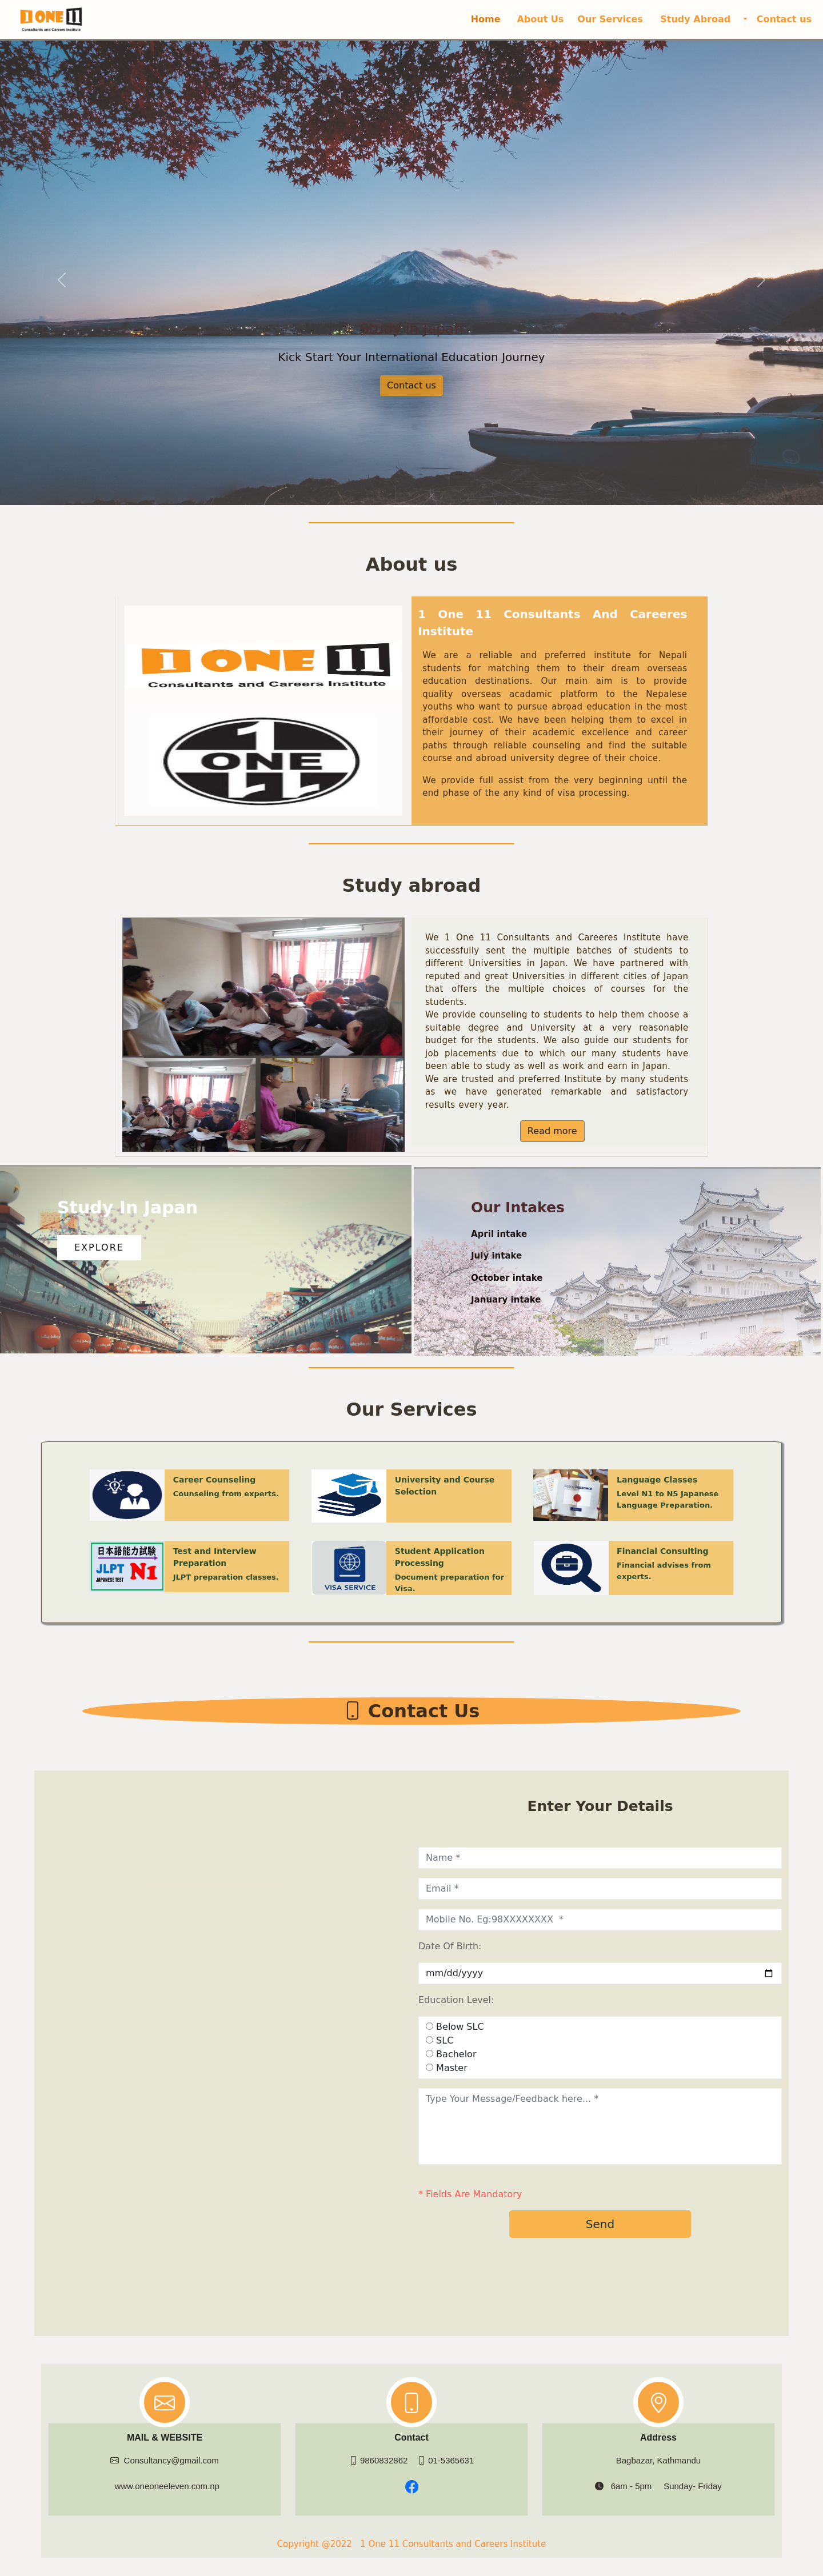 1 ONE 11
Consultants and Careers Institute
Home
About Us
Our Services
Study Abroad
Contact us
Kick Start Your International Education Journey
Contact us
About us
1 ONE 11
Consultants and Careers Institute
1
ONE
11
1 One 11 Consultants And Careeres
Institute
We are a reliable and preferred institute for Nepali
students for matching them to their dream overseas
education destinations. Our main aim is to provide
quality overseas acadamic platform to the Nepalese
youths who want to pursue abroad education in the most
affordable cost. We have been helping them to excel in
their journey of their academic excellence and career
paths through reliable counseling and find the suitable
course and abroad university degree of their choice.
We provide full assist from the very beginning until the
end phase of the any kind of visa processing.
Study abroad
We 1 One 11 Consultants and Careeres Institute have
successfully sent the multiple batches of students to
different Universities in Japan. We have partnered with
reputed and great Universities in different cities of Japan
that offers the multiple choices of courses for the
students.
We provide counseling to students to help them choose a
suitable degree and University at a very reasonable
budget for the students. We also guide our students for
job placements due to which our many students have
been able to study as well as work and earn in Japan.
We are trusted and preferred Institute by many students
as we have generated remarkable and satisfactory
results every year.
Read more
Study In Japan
EXPLORE
Our Intakes
April intake
July intake
October intake
January intake
Our Services
Career Counseling
Counseling from experts.
University and Course
Selection
Language Classes
Level N1 to N5 Japanese
Language Preparation.
日本語能力試験
JLPT
JAPANESE TEST
N1
Test and Interview
Preparation
JLPT preparation classes.
VISA SERVICE
Student Application
Processing
Document preparation for
Visa.
Financial Consulting
Financial advises from
experts.
Contact Us
Enter Your Details
Name *
Email *
Mobile No. Eg:98XXXXXXXX *
Date Of Birth:
mm/dd/yyyy
Education Level:
Below SLC
SLC
Bachelor
Master
Type Your Message/Feedback here... *
* Fields Are Mandatory
Send
MAIL & WEBSITE
Consultancy@gmail.com
www.oneoneeleven.com.np
Contact
9860832862 01-5365631
Address
Bagbazar, Kathmandu
6am - 5pm Sunday- Friday
Copyright @2022 1 One 11 Consultants and Careers Institute